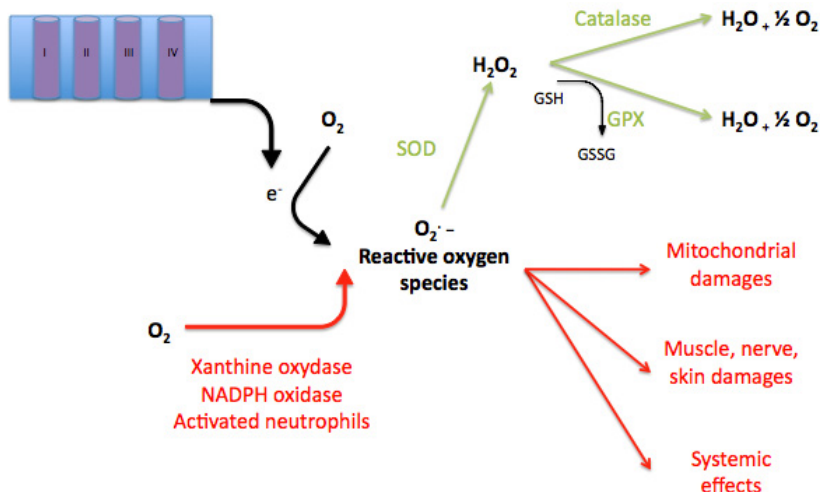 I II III IV
Catalase
H₂O + ½ O₂
H₂O₂
GSH
GPX
GSSG
H₂O + ½ O₂
O₂
SOD
e⁻
O₂˙ –
Reactive oxygen
species
O₂
Xanthine oxydase
NADPH oxidase
Activated neutrophils
Mitochondrial
damages
Muscle, nerve,
skin damages
Systemic
effects